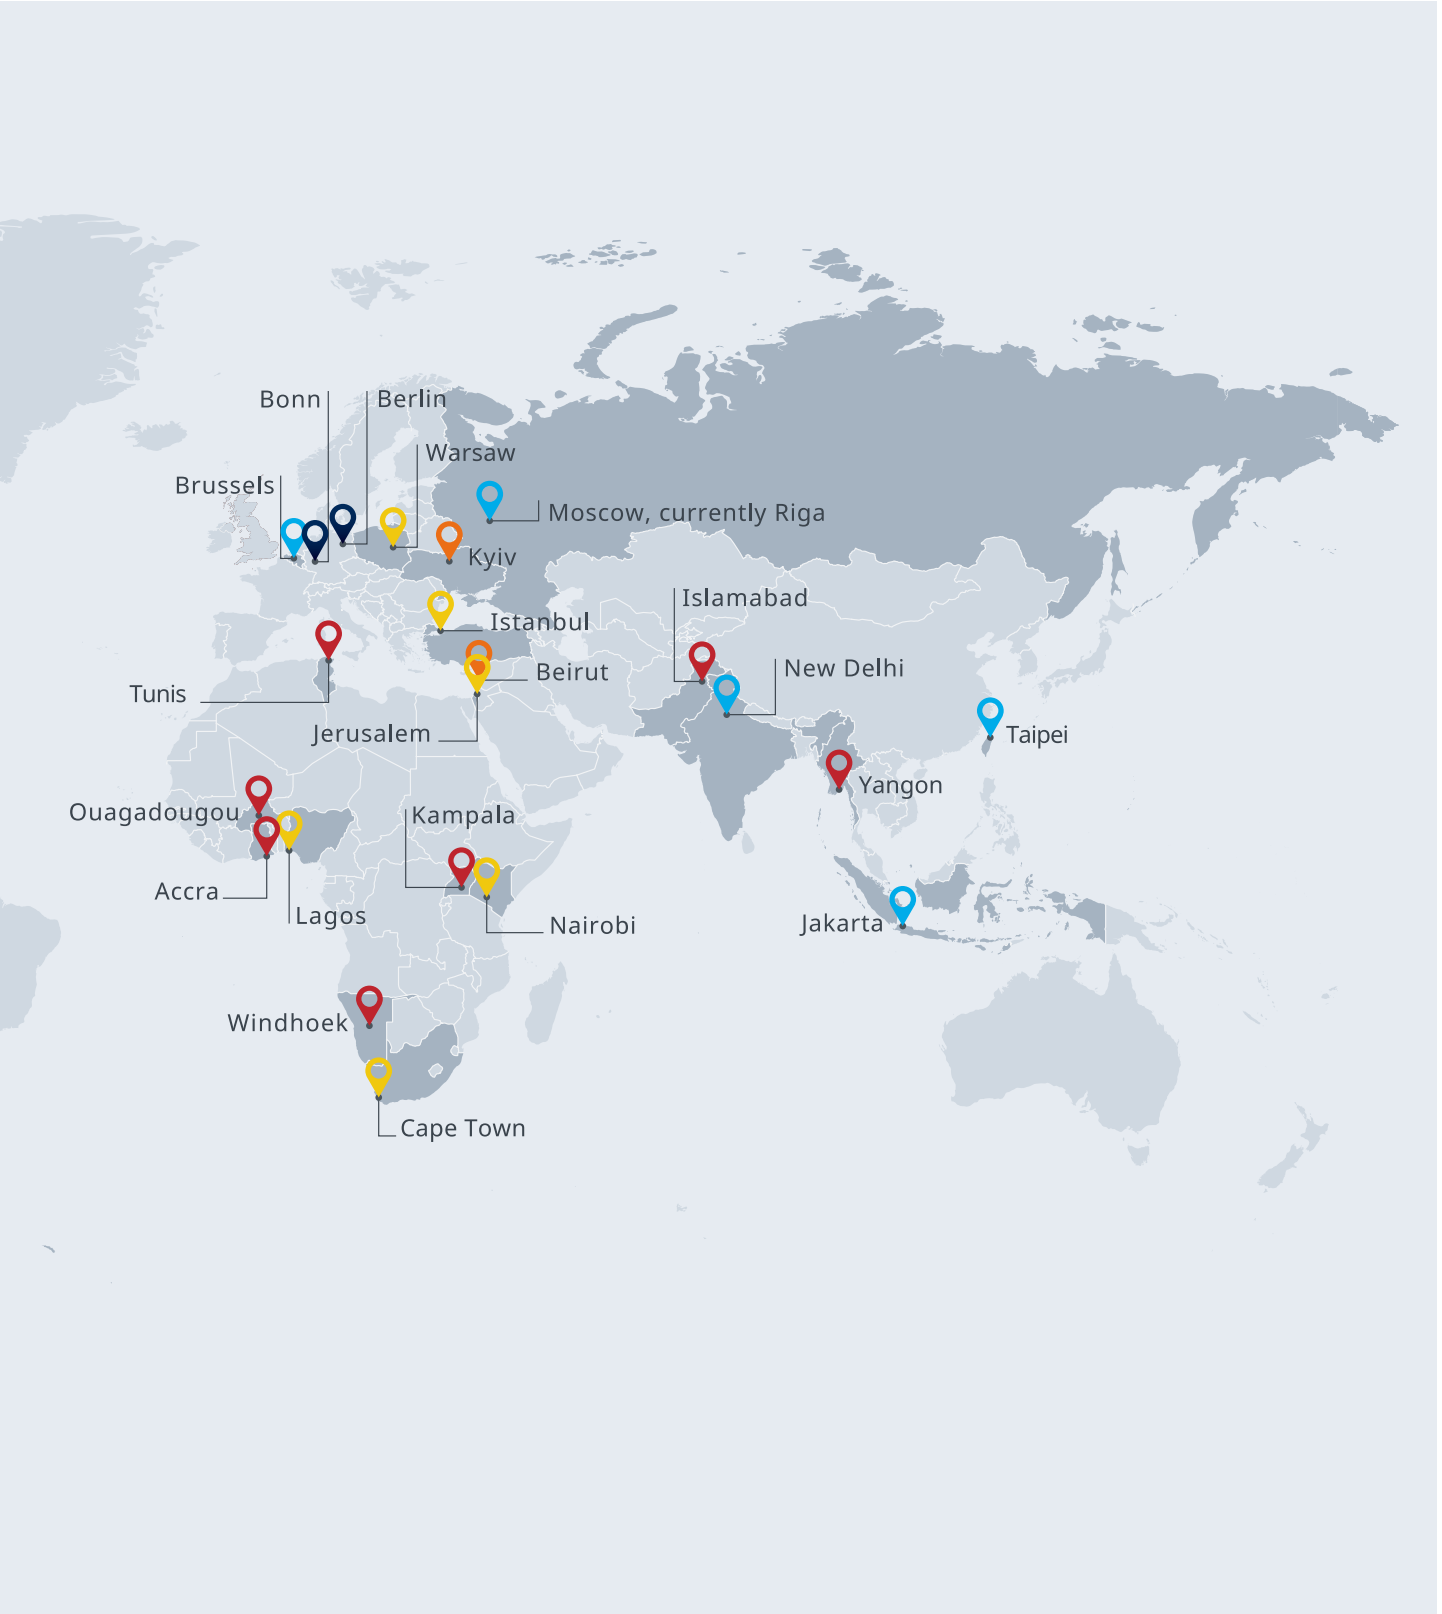 Bonn
Berlin
Warsaw
Brussels
Moscow, currently Riga
Kyiv
Islamabad
Istanbul
New Delhi
Beirut
Tunis
Jerusalem
Taipei
Yangon
Ouagadougou
Kampala
Accra
Lagos
Nairobi
Jakarta
Windhoek
Cape Town